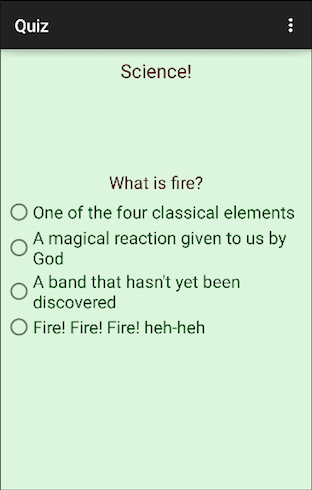 Quiz
Science!
What is fire?
One of the four classical elements
A magical reaction given to us by
God
A band that hasn't yet been
discovered
Fire! Fire! Fire! heh-heh